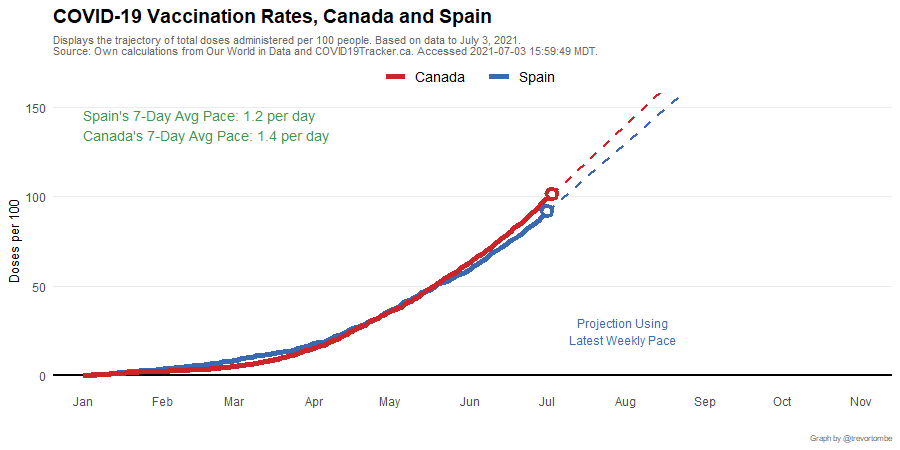 COVID-19 Vaccination Rates, Canada and Spain
Displays the trajectory of total doses administered per 100 people. Based on data to July 3, 2021.
Source: Own calculations from Our World in Data and COVID19Tracker.ca. Accessed 2021-07-03 15:59:49 MDT.
Canada Spain
Spain's 7-Day Avg Pace: 1.2 per day
Canada's 7-Day Avg Pace: 1.4 per day
150
100
50
0
Doses per 100
Projection Using
Latest Weekly Pace
Jan Feb Mar Apr May Jun Jul Aug Sep Oct Nov
Graph by @trevortombe